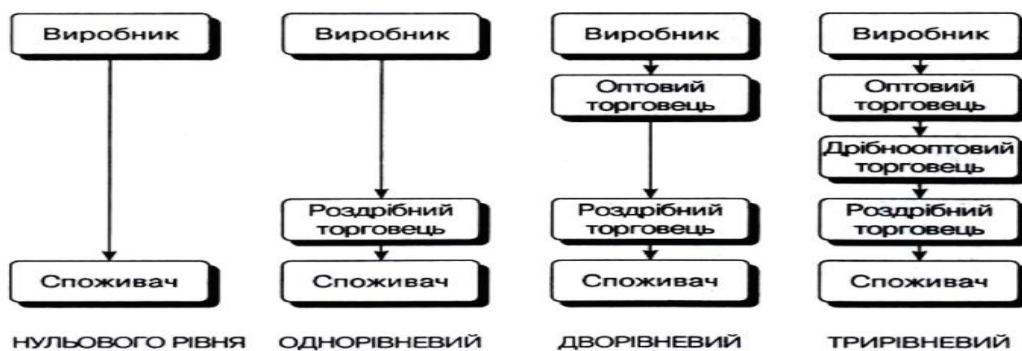 Виробник
Споживач
НУЛЬОВОГО РІВНЯ
Виробник
Роздрібний
торговець
Споживач
ОДНОРІВНЕВИЙ
Виробник
Оптовий
торговець
Роздрібний
торговець
Споживач
ДВОРІВНЕВИЙ
Виробник
Оптовий
торговець
Дрібнооптовий
торговець
Роздрібний
торговець
Споживач
ТРИРІВНЕВИЙ